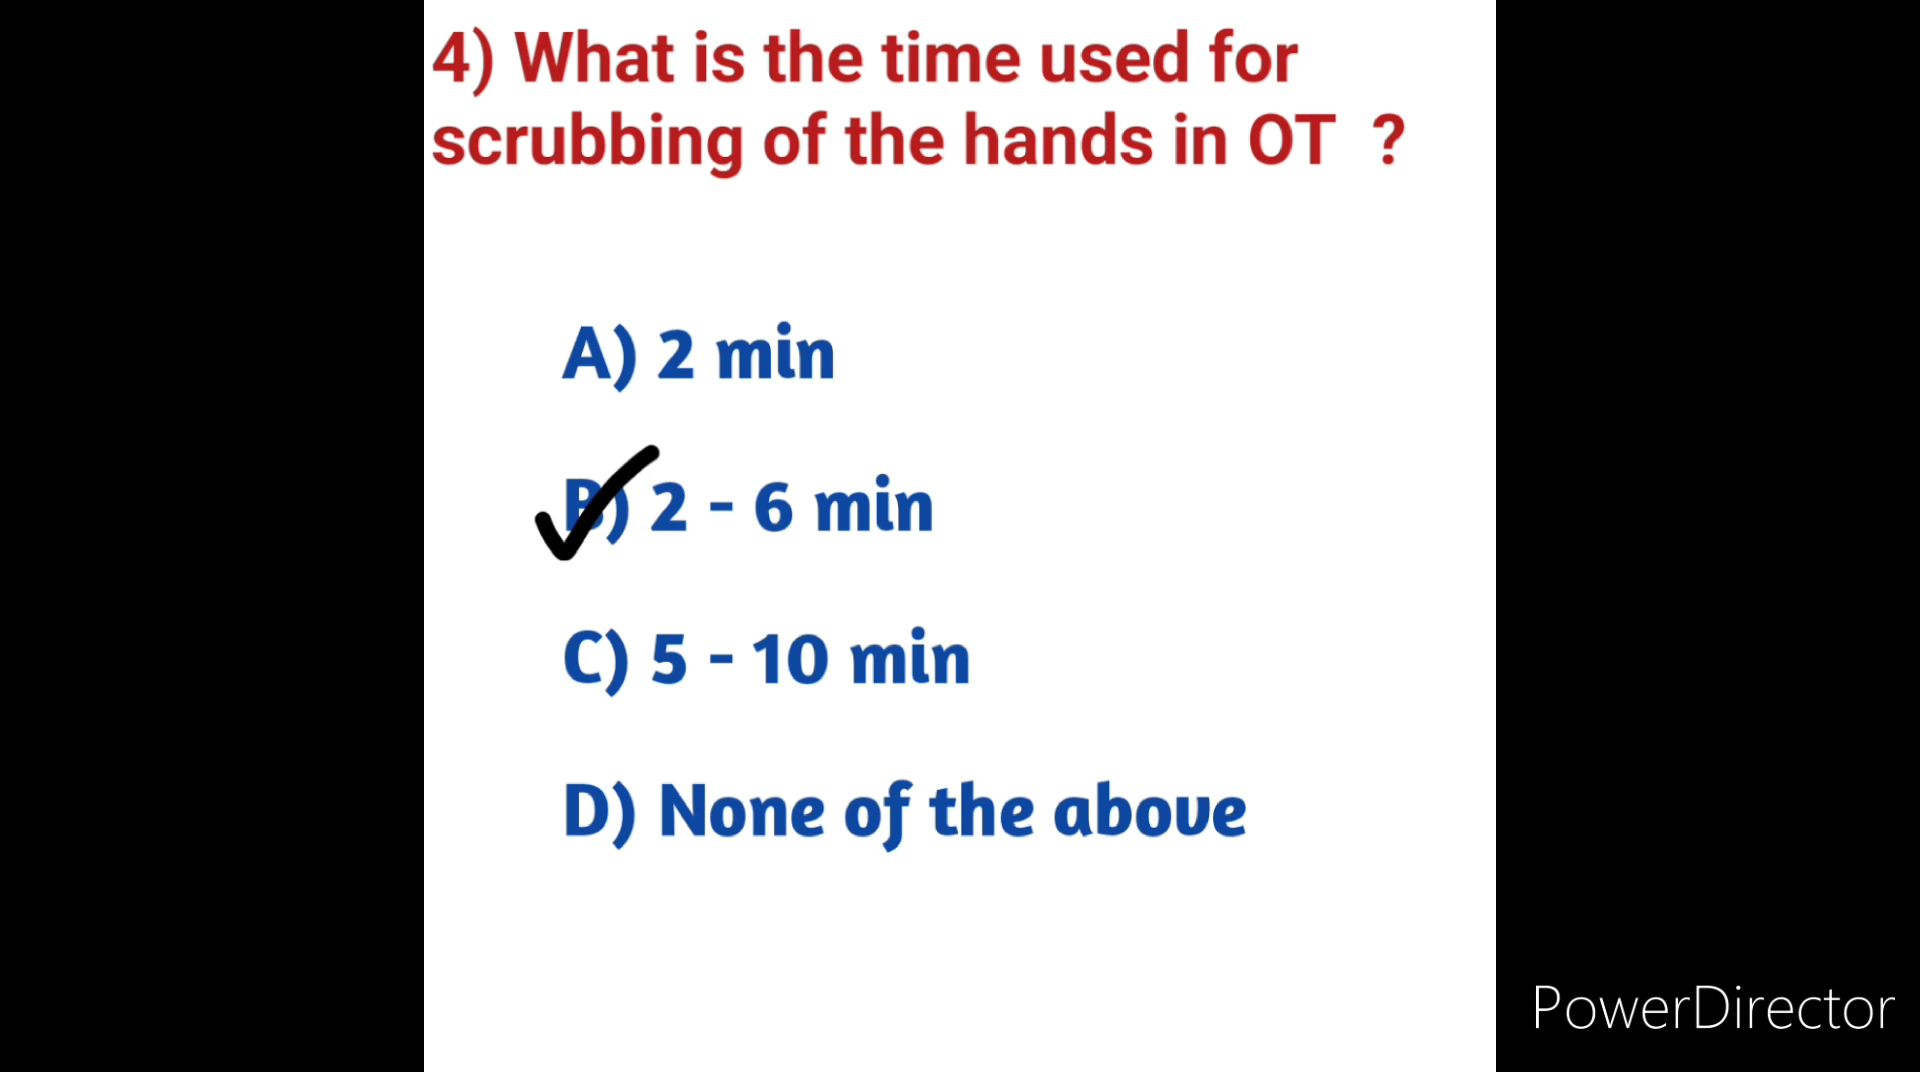 4) What is the time used for
scrubbing of the hands in OT ?
A) 2 min
B) 2 - 6 min
C) 5 - 10 min
D) None of the above
PowerDirector